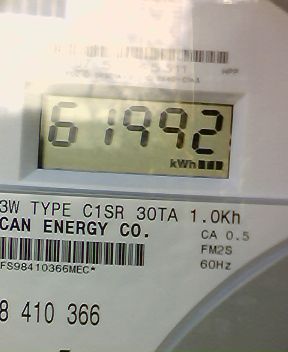 61992
kWh
3W TYPE C1SR 30TA 1.0Kh
CAN ENERGY CO.
CA 0.5
FM2S
60Hz
FS98410366MEC*
8 410 366